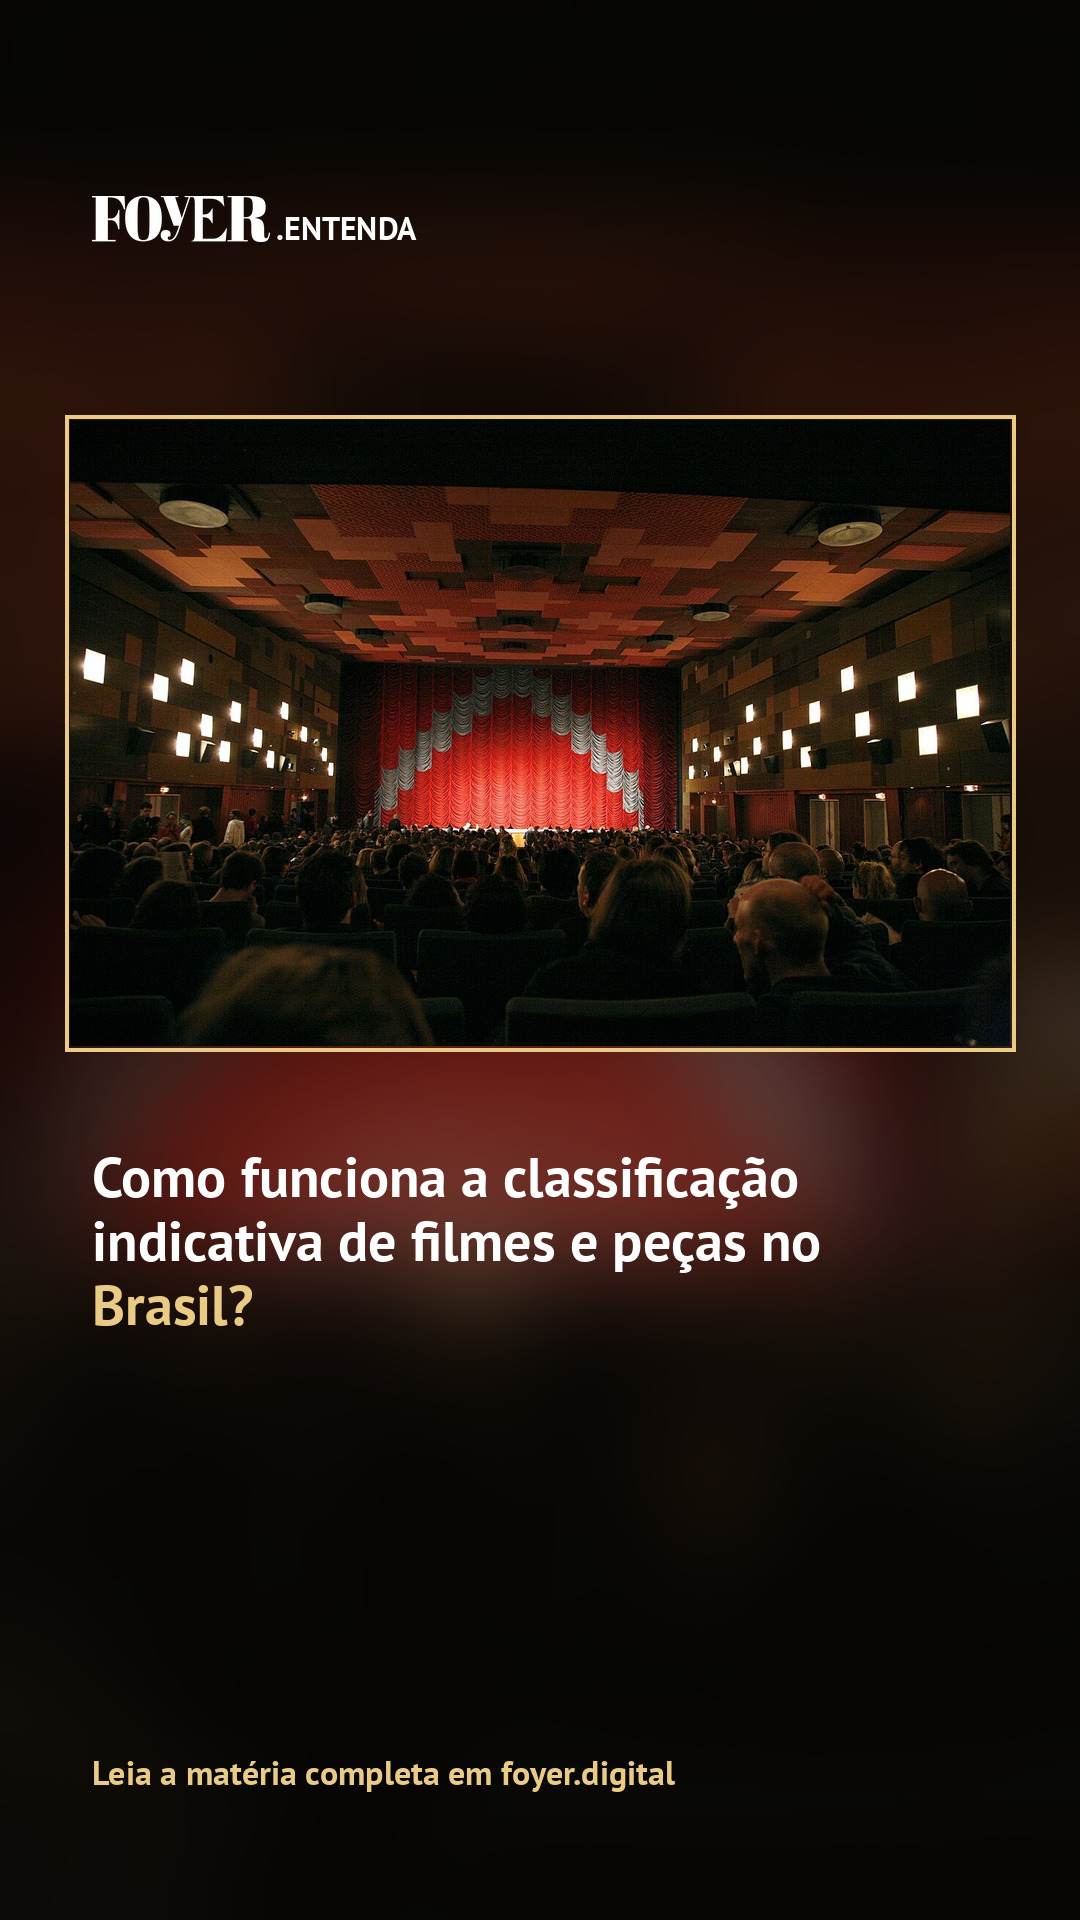 FOYER .ENTENDA
Como funciona a classificação
indicativa de filmes e peças no
Brasil?
Leia a matéria completa em foyer.digital